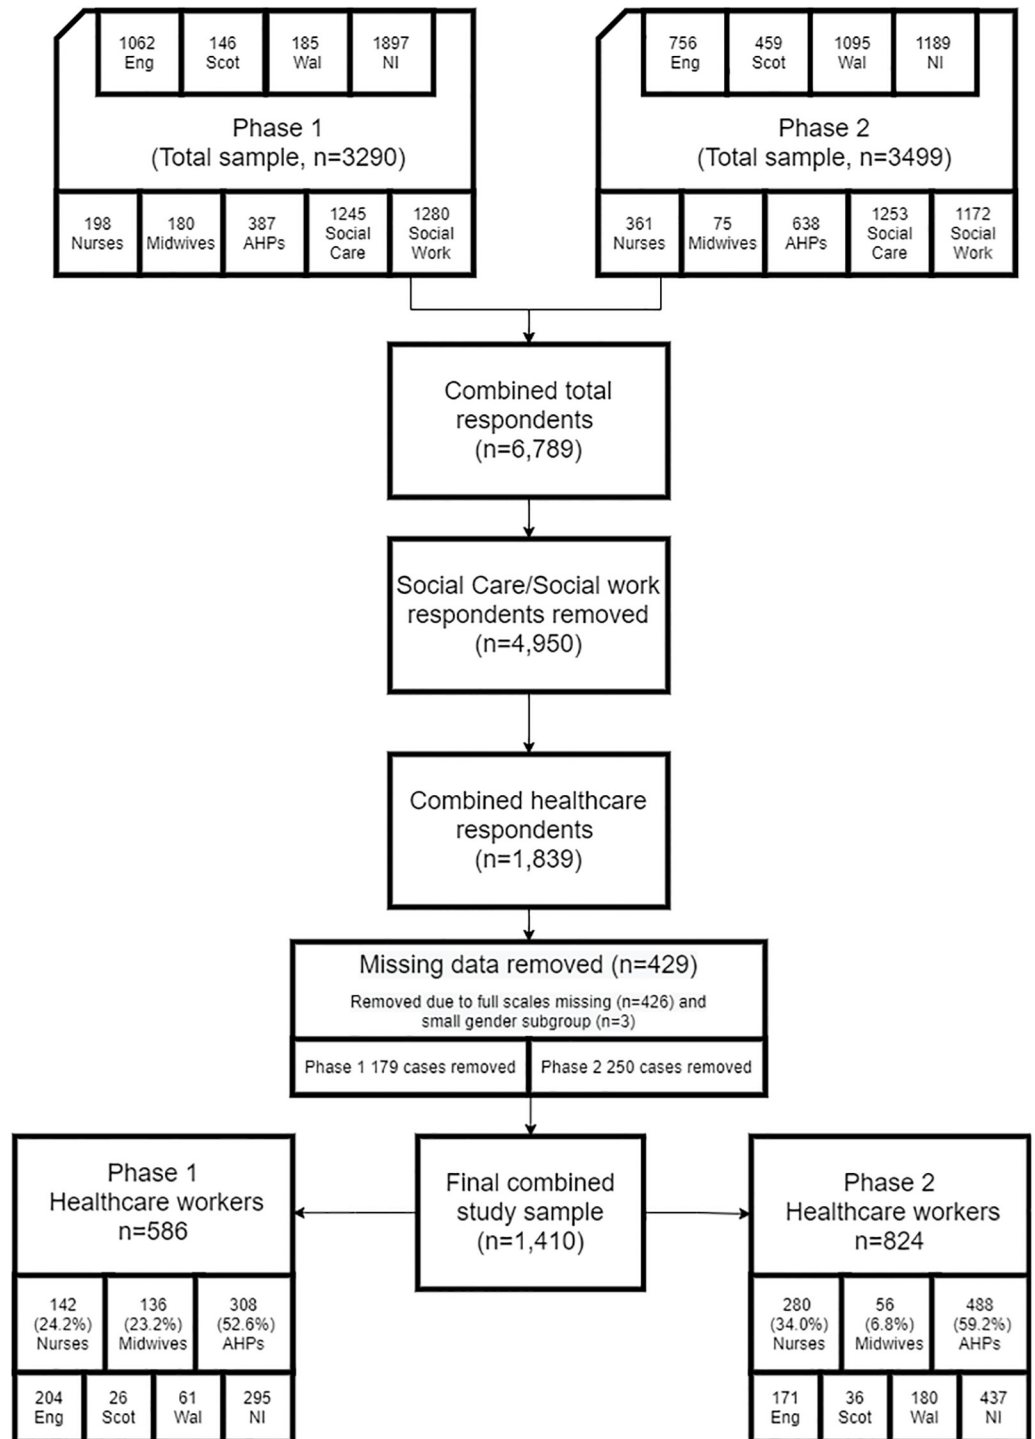 1062
Eng
146
Scot
185
Wal
1897
NI
Phase 1
(Total sample, n=3290)
198
Nurses
180
Midwives
387
AHPs
1245
Social
Care
1280
Social
Work
756
Eng
459
Scot
1095
Wal
1189
NI
Phase 2
(Total sample, n=3499)
361
Nurses
75
Midwives
638
AHPs
1253
Social
Care
1172
Social
Work
Combined total
respondents
(n=6,789)
Social Care/Social work
respondents removed
(n=4,950)
Combined healthcare
respondents
(n=1,839)
Missing data removed (n=429)
Removed due to full scales missing (n=426) and
small gender subgroup (n=3)
Phase 1 179 cases removed
Phase 2 250 cases removed
Phase 1
Healthcare workers
n=586
142
(24.2%)
Nurses
136
(23.2%)
Midwives
308
(52.6%)
AHPs
204
Eng
26
Scot
61
Wal
295
NI
Final combined
study sample
(n=1,410)
Phase 2
Healthcare workers
n=824
280
(34.0%)
Nurses
56
(6.8%)
Midwives
488
(59.2%)
AHPs
171
Eng
36
Scot
180
Wal
437
NI